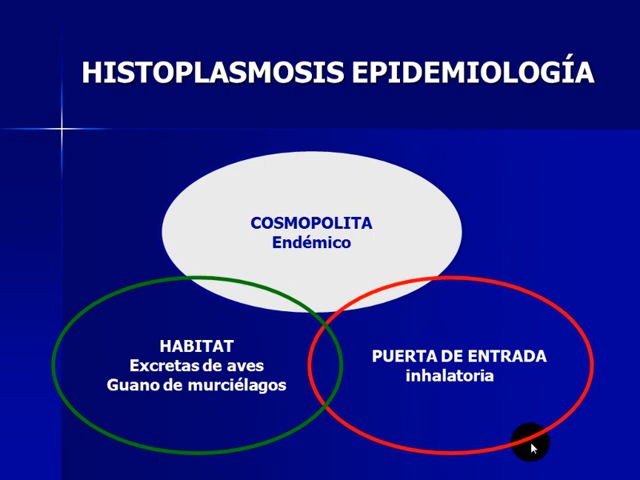 HISTOPLASMOSIS EPIDEMIOLOGÍA
COSMOPOLITA
Endémico
HABITAT
Excretas de aves
Guano de murciélagos
PUERTA DE ENTRADA
inhalatoria